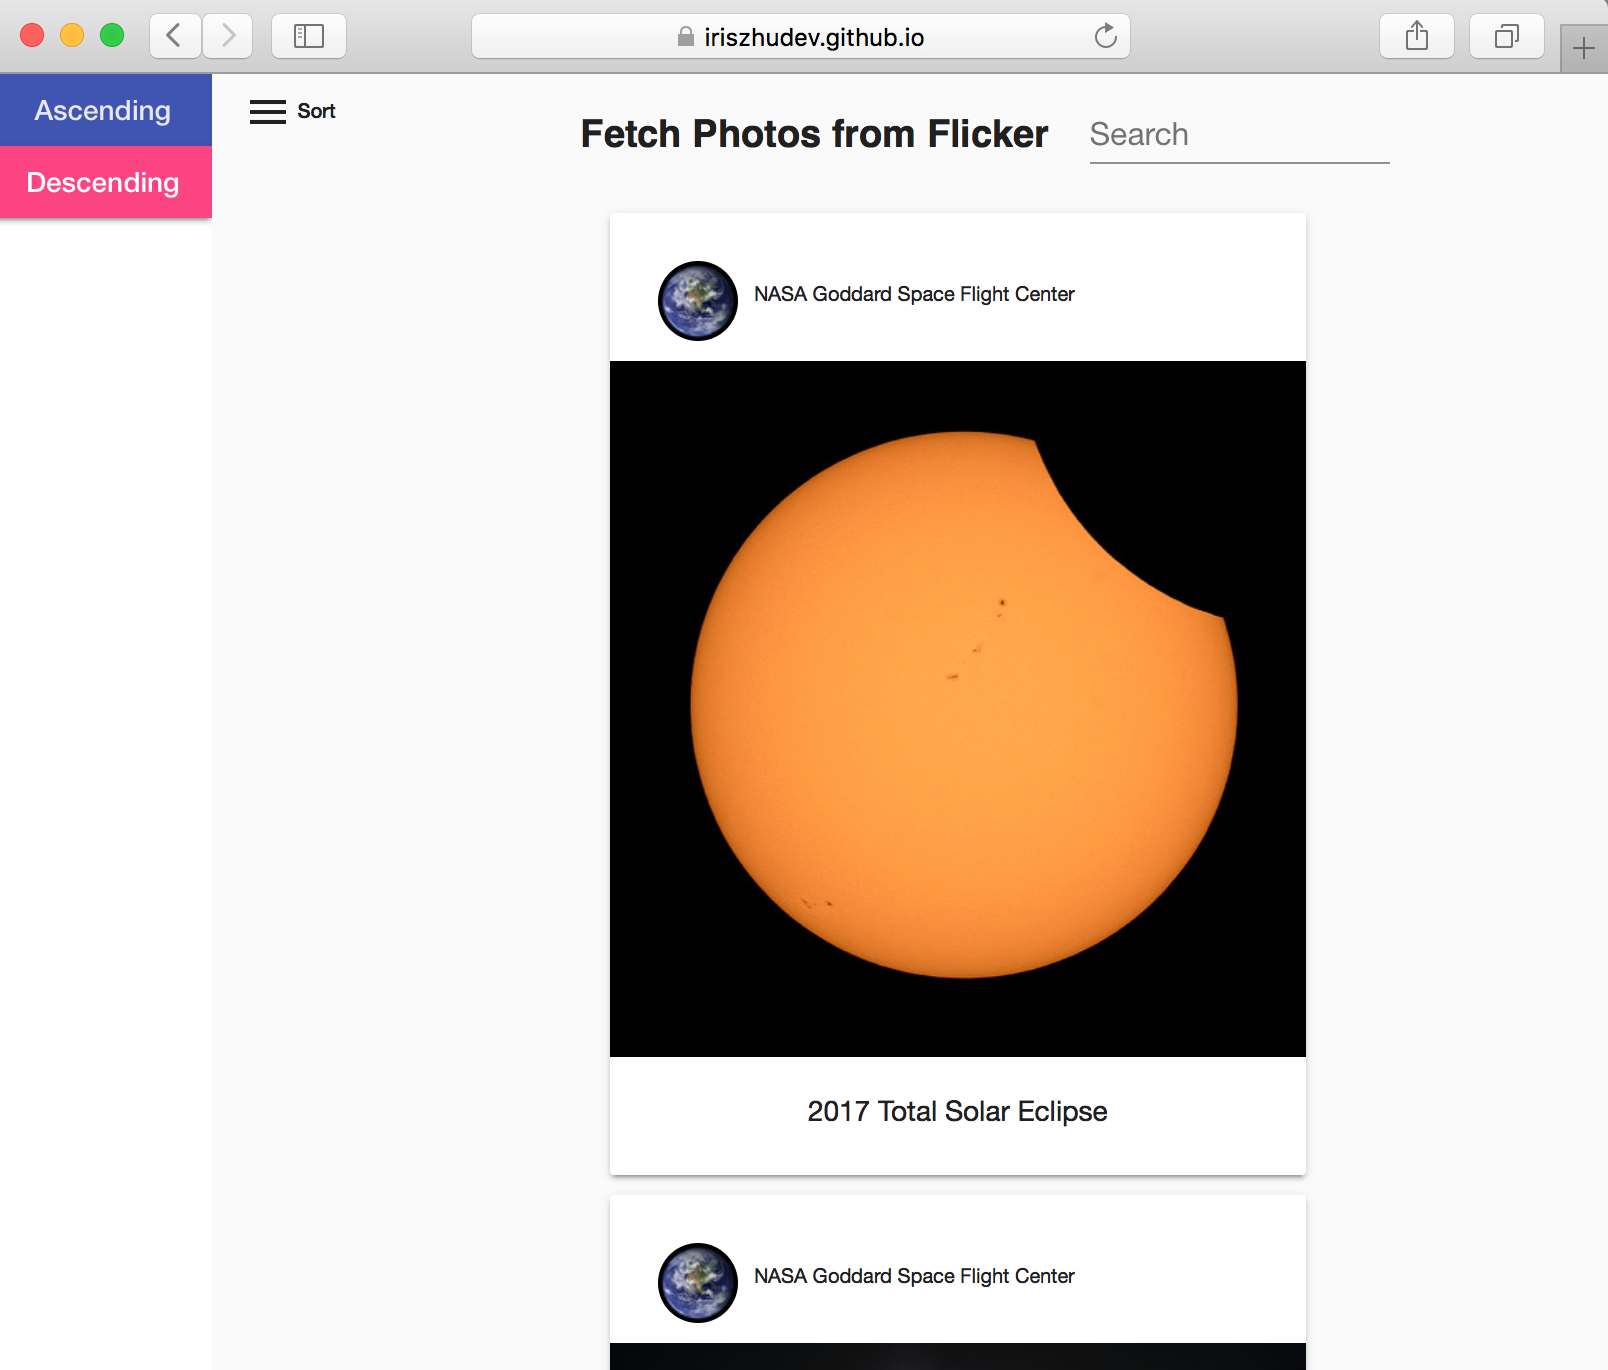 iriszhudev.github.io
Ascending
Descending
Sort
Fetch Photos from Flicker
Search
NASA Goddard Space Flight Center
2017 Total Solar Eclipse
NASA Goddard Space Flight Center